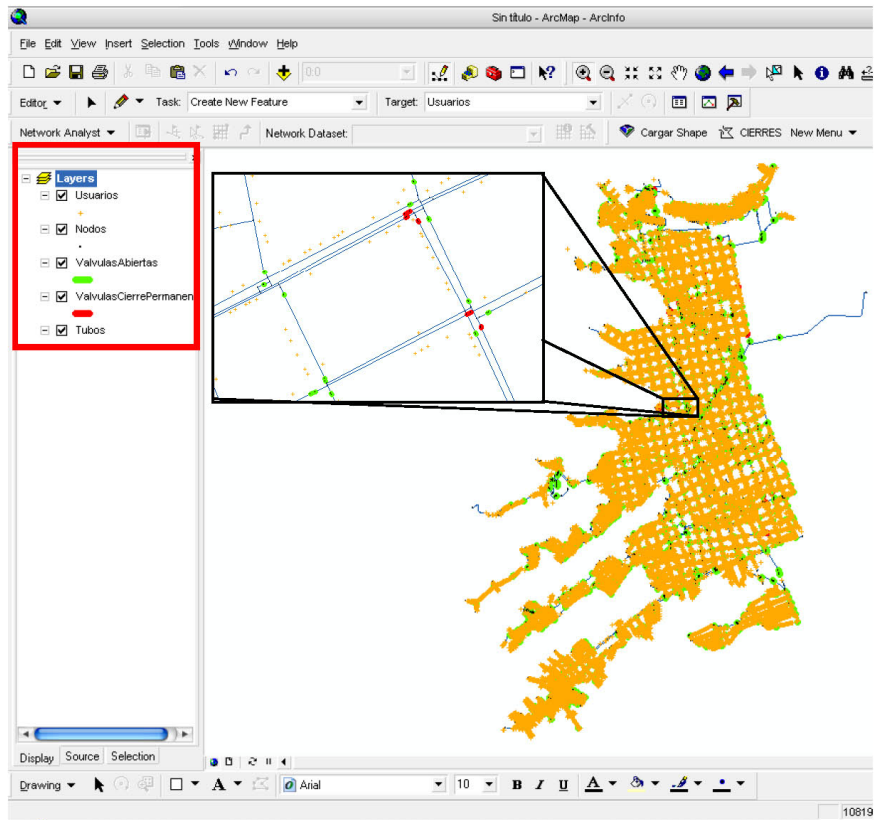 Sin título - ArcMap - ArcInfo
File Edit View Insert Selection Tools Window Help
0:0
Editor Task: Create New Feature Target: Usuarios
Network Analyst Network Dataset: Cargar Shape CIERRES New Menu
Layers
Usuarios
Nodos
ValvulasAbiertas
ValvulasCierrePermanen
Tubos
Display Source Selection
Drawing A Arial 10 B I U A
10819